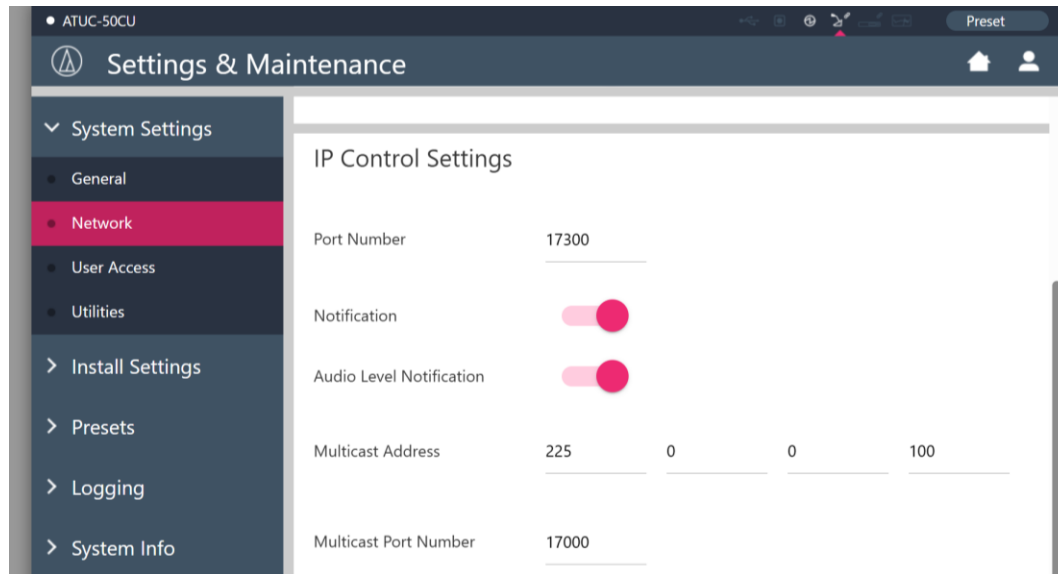 ATUC-50CU
Preset
Settings & Maintenance
System Settings
General
Network
User Access
Utilities
Install Settings
Presets
Logging
System Info
IP Control Settings
Port Number 17300
Notification
Audio Level Notification
Multicast Address 225 0 0 100
Multicast Port Number 17000